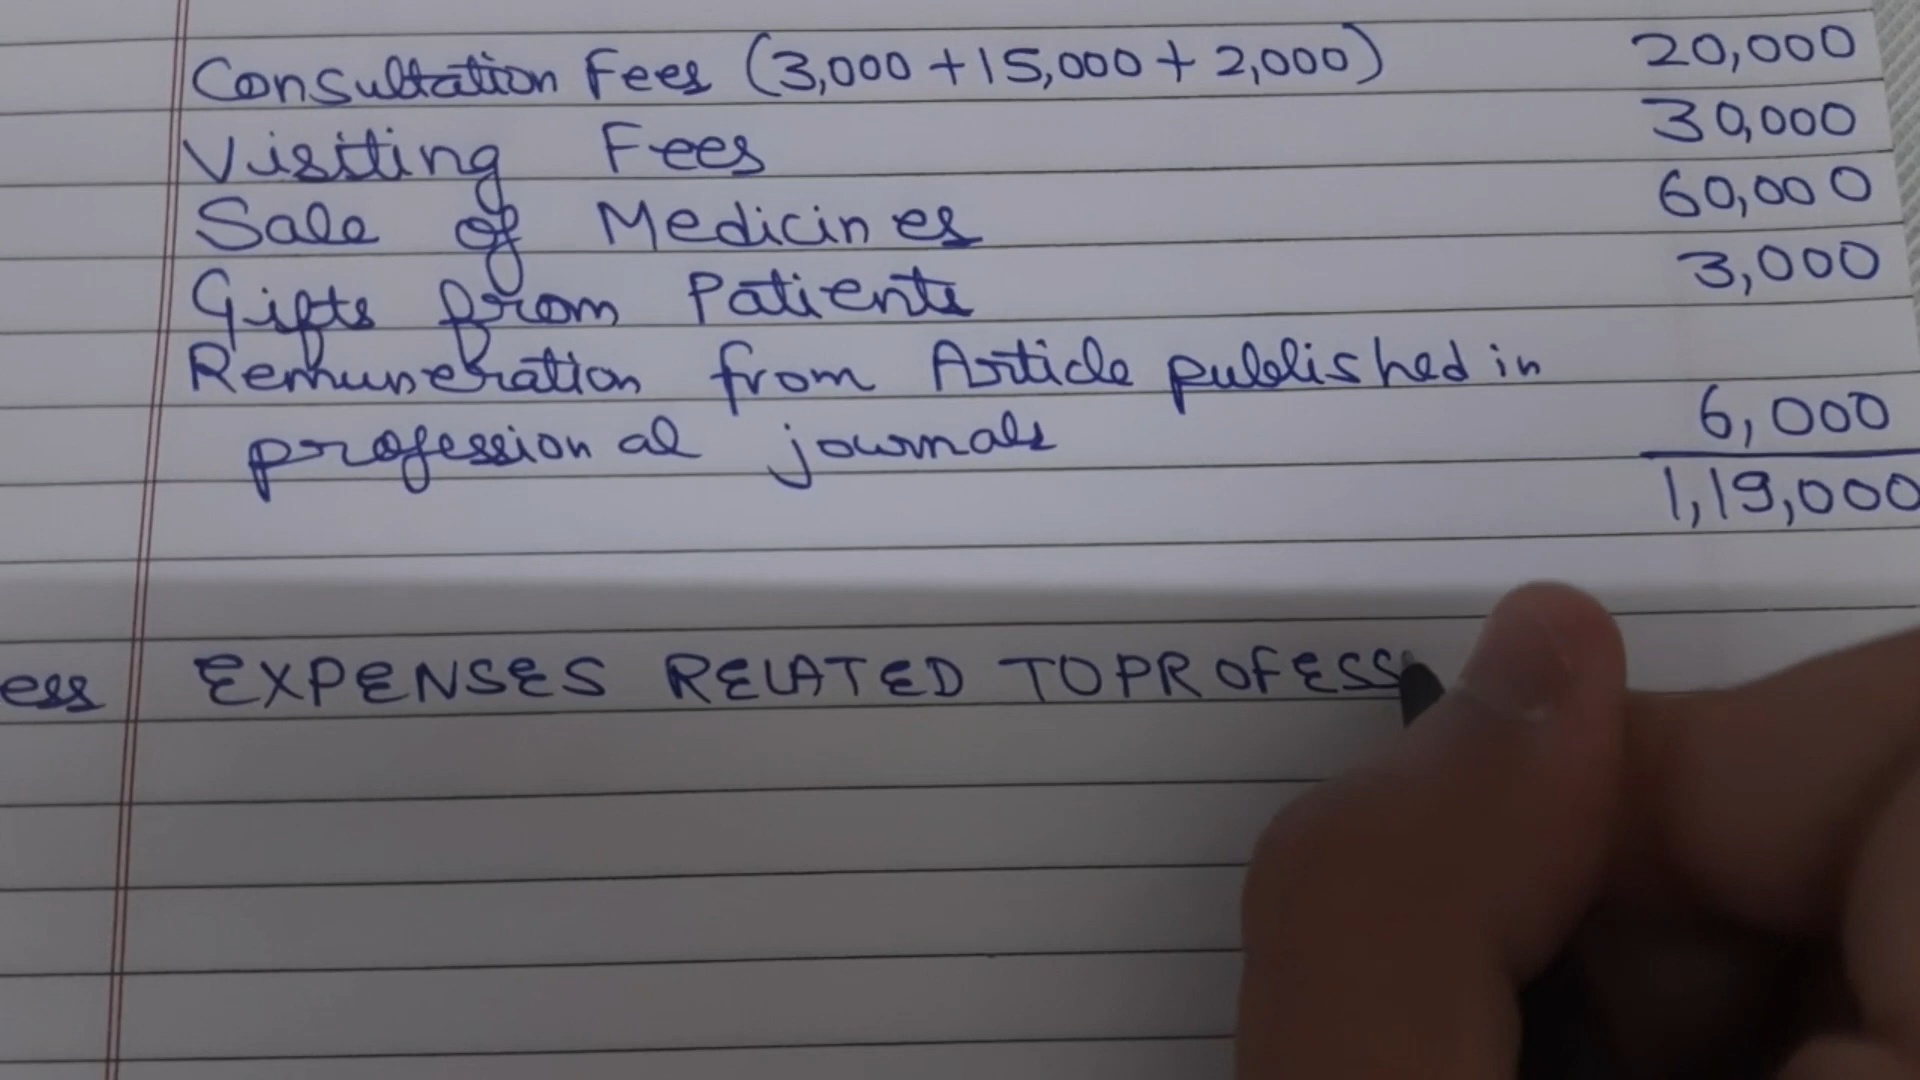 Consultation Fees (3,000 + 15,000 + 2,000) 20,000
Visiting Fees 30,000
Sale of Medicines 60,000
Gifts from Patients 3,000
Remuneration from Article published in
professional journals 6,000
1,19,000
ess EXPENSES RELATED TO PROFESS